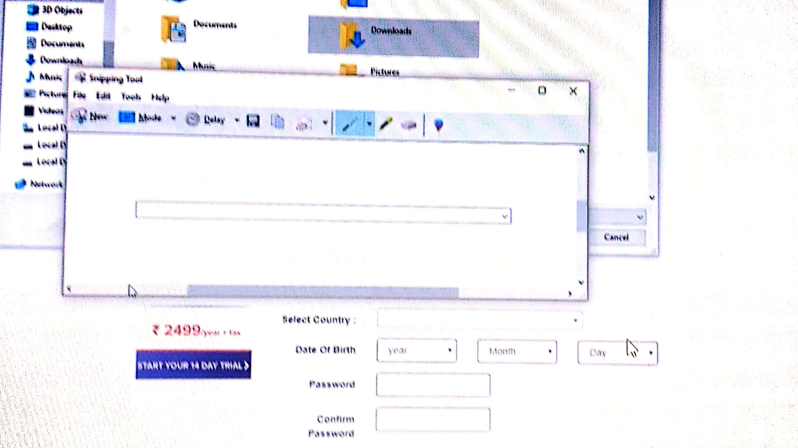 3D Objects
Desktop
Documents
Downloads
Music
Videos
Network
Documents
Downloads
Music
Pictures
Snipping Tool
File Edit Tools Help
New Mode Delay
Cancel
₹ 2499/year + tax
START YOUR 14 DAY TRIAL
Select Country :
Date Of Birth year Month Day
Password
Confirm
Password